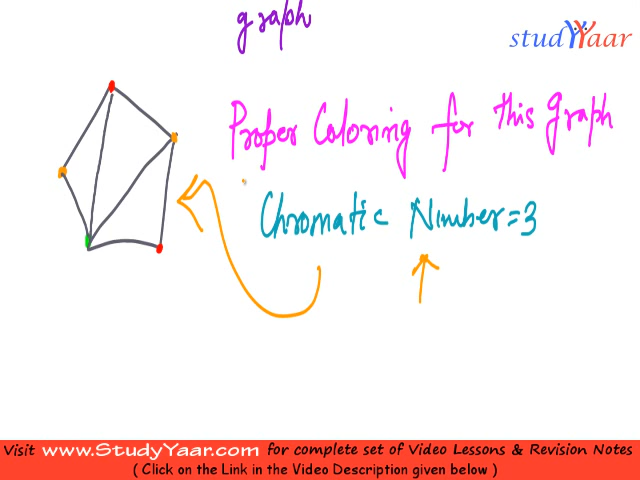 graph
studYYaar
Proper Coloring for this graph
Chromatic Number=3
Visit www.StudyYaar.com for complete set of Video Lessons & Revision Notes
( Click on the Link in the Video Description given below )